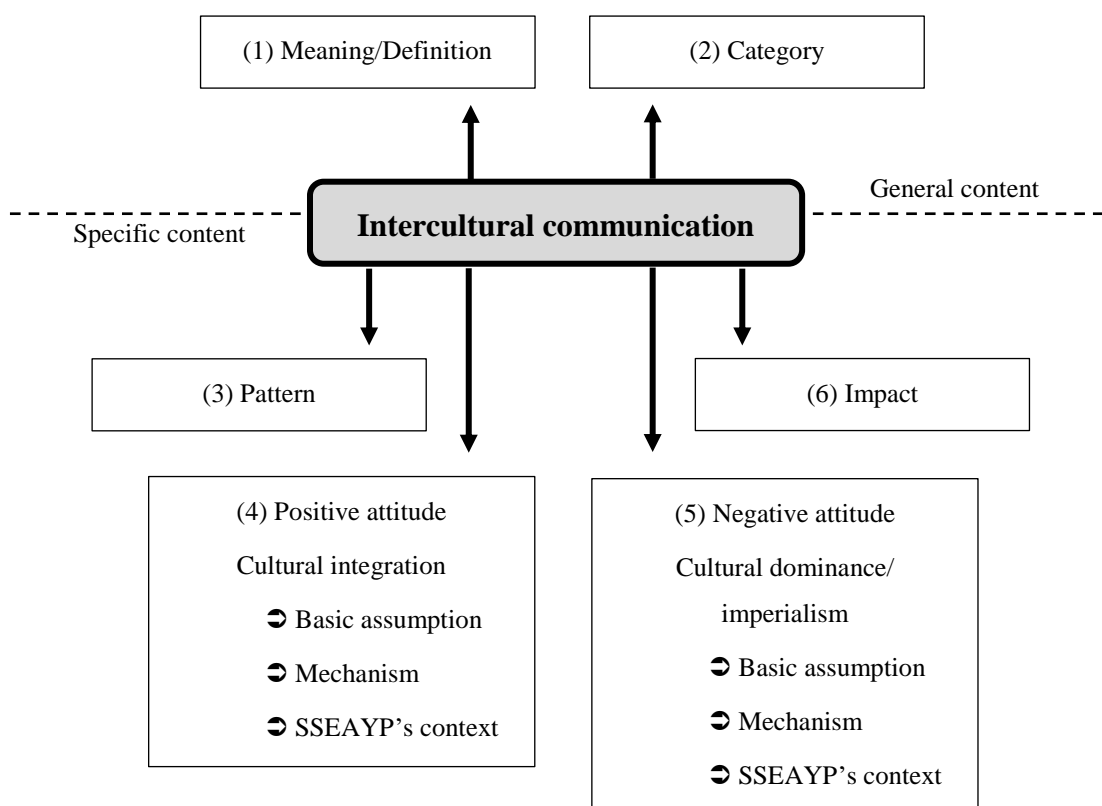 (1) Meaning/Definition
(2) Category
General content
Intercultural communication
Specific content
(3) Pattern
(6) Impact
(4) Positive attitude
Cultural integration
➲ Basic assumption
➲ Mechanism
➲ SSEAYP’s context
(5) Negative attitude
Cultural dominance/
imperialism
➲ Basic assumption
➲ Mechanism
➲ SSEAYP’s context